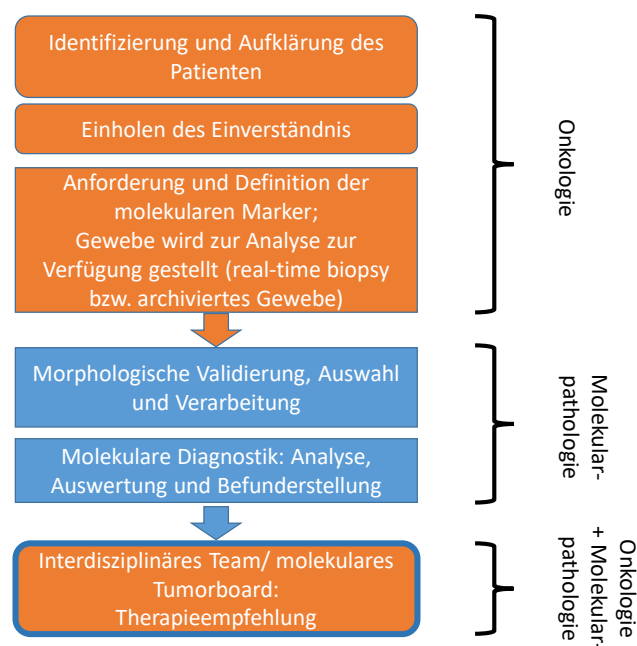 Identifizierung und Aufklärung des
Patienten
Einholen des Einverständnis
Anforderung und Definition der
molekularen Marker;
Gewebe wird zur Analyse zur
Verfügung gestellt (real-time biopsy
bzw. archiviertes Gewebe)
Onkologie
Morphologische Validierung, Auswahl
und Verarbeitung
Molekulare Diagnostik: Analyse,
Auswertung und Befunderstellung
Molekular-
pathologie
Interdisziplinäres Team/ molekulares
Tumorboard:
Therapieempfehlung
Onkologie
+ Molekular-
pathologie